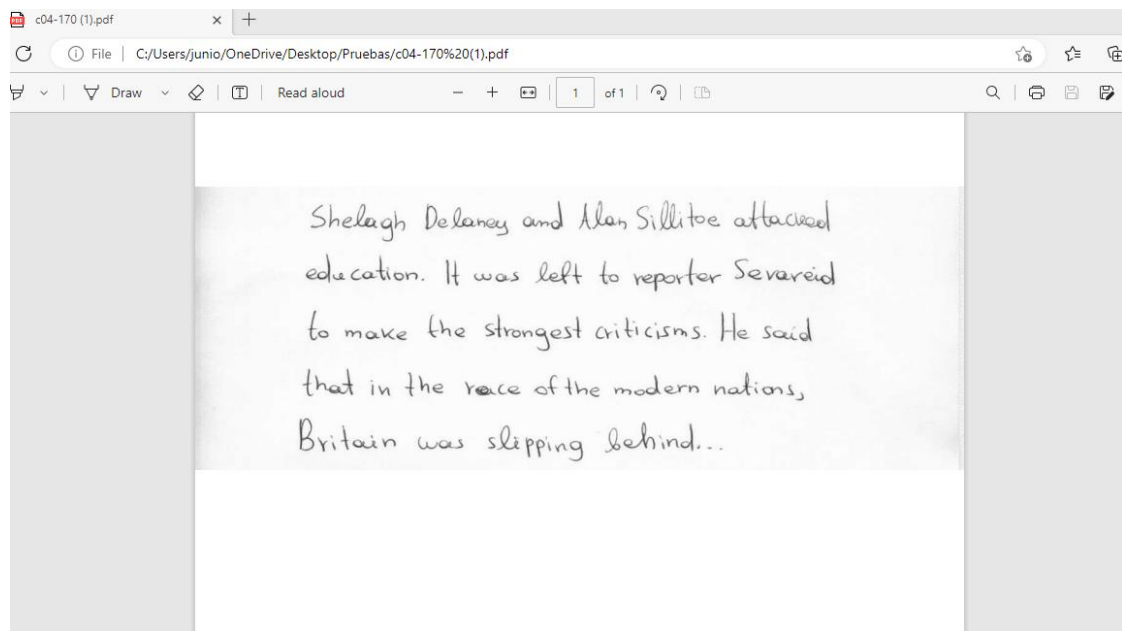 c04-170 (1).pdf
File C:/Users/junio/OneDrive/Desktop/Pruebas/c04-170%20(1).pdf
Draw Read aloud 1 of 1
Shelagh Delaney and Alan Sillitoe attacked
education. It was left to reporter Sevareid
to make the strongest criticisms. He said
that in the race of the modern nations,
Britain was slipping behind...